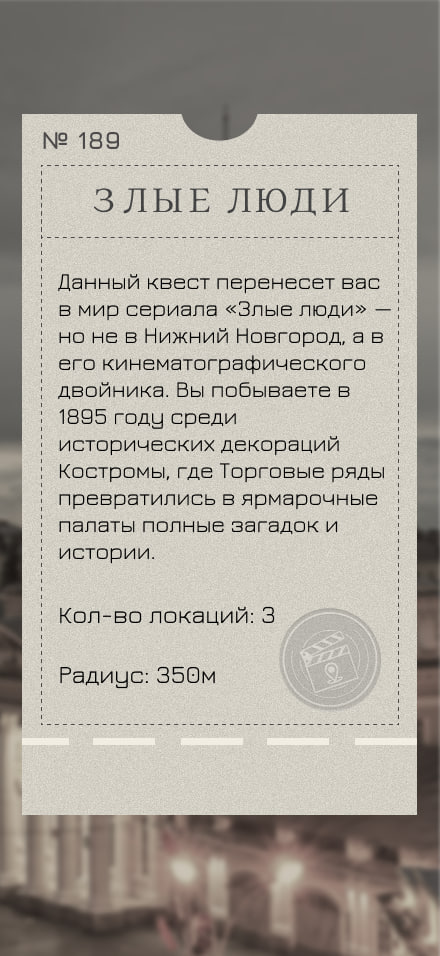 № 189
ЗЛЫЕ ЛЮДИ
Данный квест перенесет вас
в мир сериала «Злые люди» —
но не в Нижний Новгород, а в
его кинематографического
двойника. Вы побываете в
1895 году среди
исторических декораций
Костромы, где Торговые ряды
превратились в ярмарочные
палаты полные загадок и
истории.
Кол-во локаций: 3
Радиус: 350м